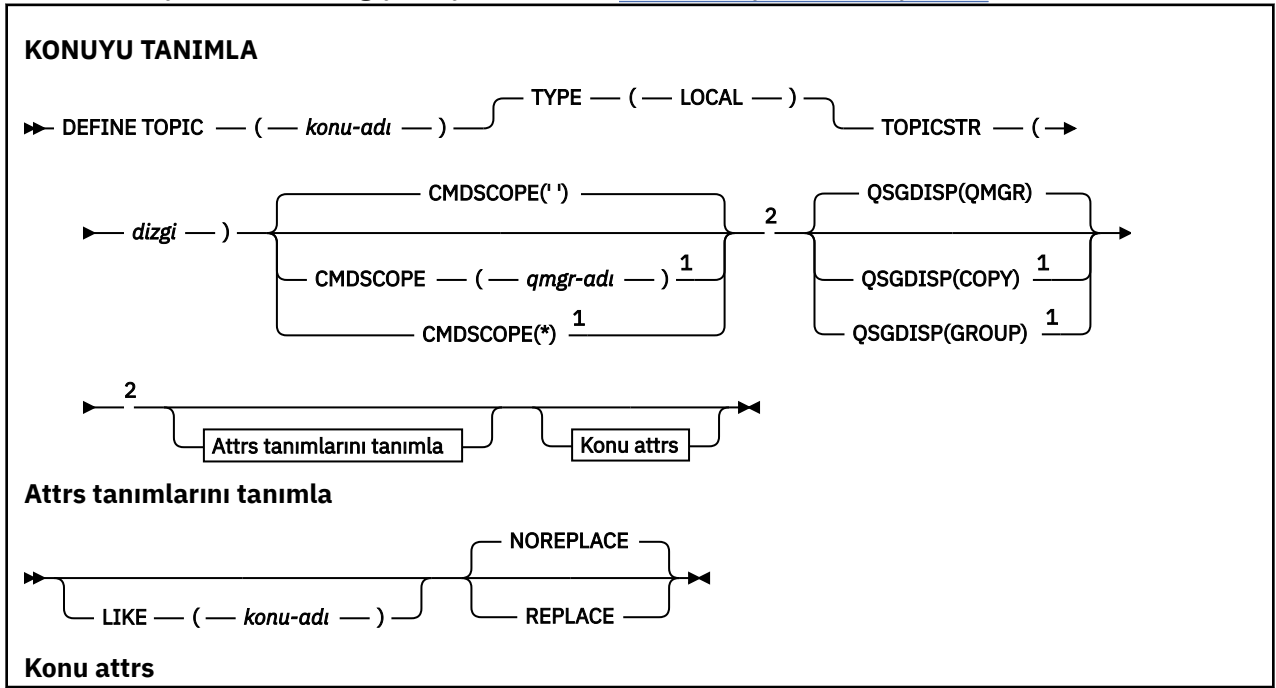 KONUYU TANIMLA
TYPE ( LOCAL )
DEFINE TOPIC ( konu-adı ) TOPICSTR (
CMDSCOPE(' ') QSGDISP(QMGR)
dizgi ) 2
CMDSCOPE ( qmgr-adı ) 1 QSGDISP(COPY) 1
CMDSCOPE(*) 1 QSGDISP(GROUP) 1
2
Attrs tanımlarını tanımla Konu attrs
Attrs tanımlarını tanımla
NOREPLACE
LIKE ( konu-adı ) REPLACE
Konu attrs